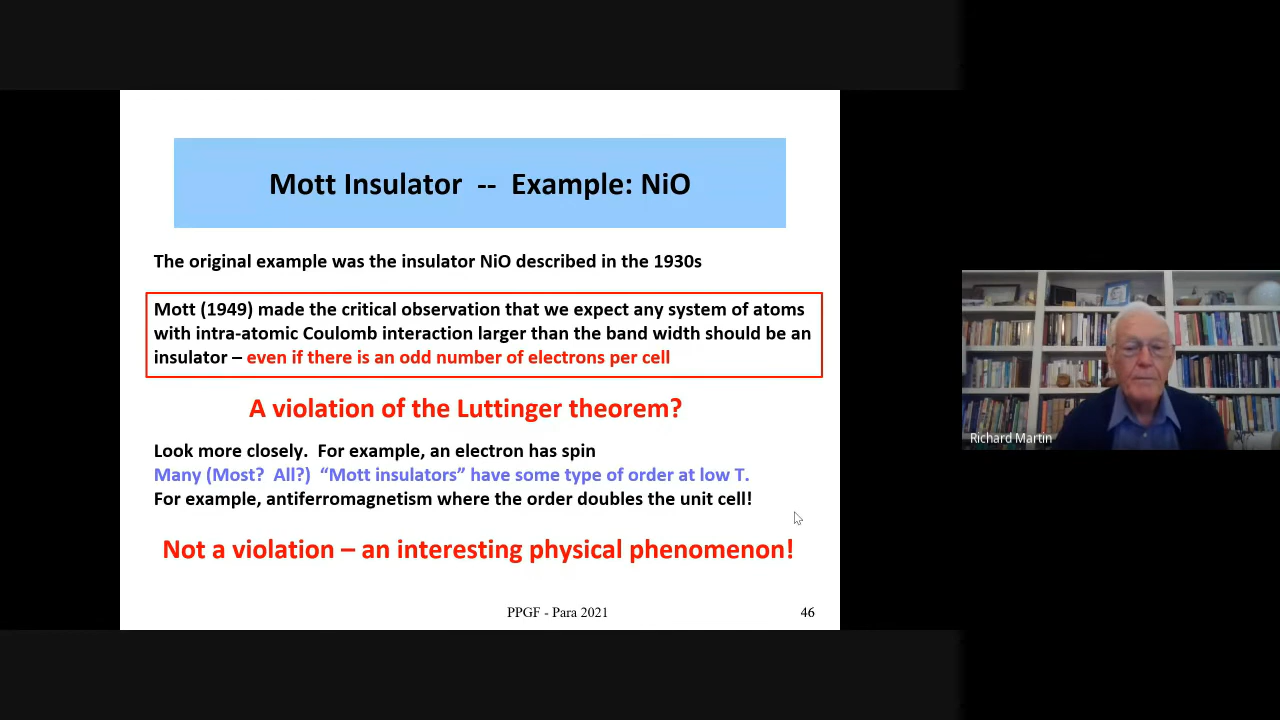 Mott Insulator -- Example: NiO
The original example was the insulator NiO described in the 1930s
Mott (1949) made the critical observation that we expect any system of atoms
with intra-atomic Coulomb interaction larger than the band width should be an
insulator – even if there is an odd number of electrons per cell
A violation of the Luttinger theorem?
Look more closely. For example, an electron has spin
Many (Most? All?) “Mott insulators” have some type of order at low T.
For example, antiferromagnetism where the order doubles the unit cell!
Not a violation – an interesting physical phenomenon!
PPGF - Para 2021
46
Richard Martin